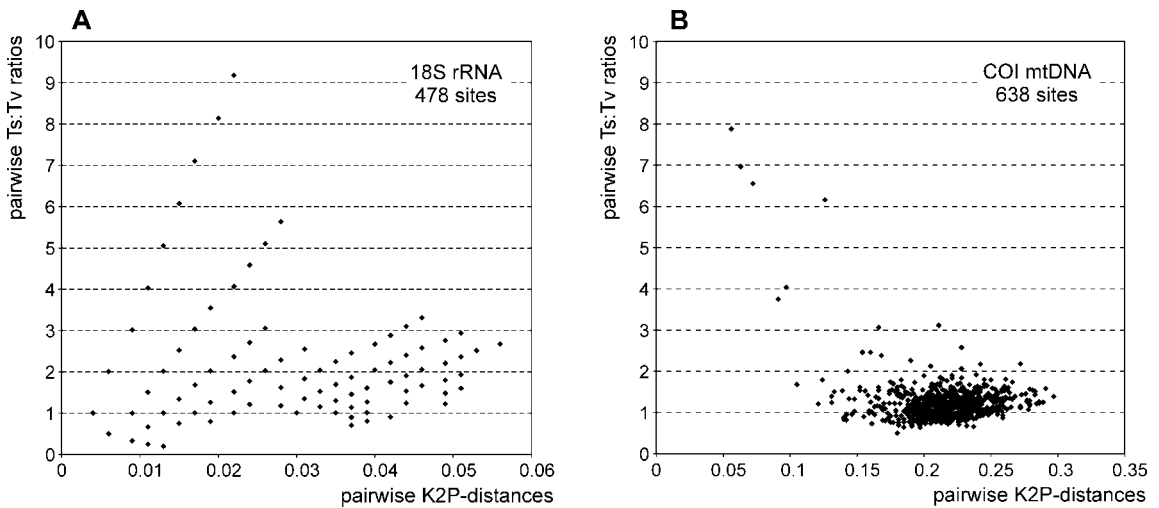 A
pairwise Ts:Tv ratios
10
9
8
7
6
5
4
3
2
1
0
18S rRNA
478 sites
0 0.01 0.02 0.03 0.04 0.05 0.06
pairwise K2P-distances
B
pairwise Ts:Tv ratios
10
9
8
7
6
5
4
3
2
1
0
COI mtDNA
638 sites
0 0.05 0.1 0.15 0.2 0.25 0.3 0.35
pairwise K2P-distances